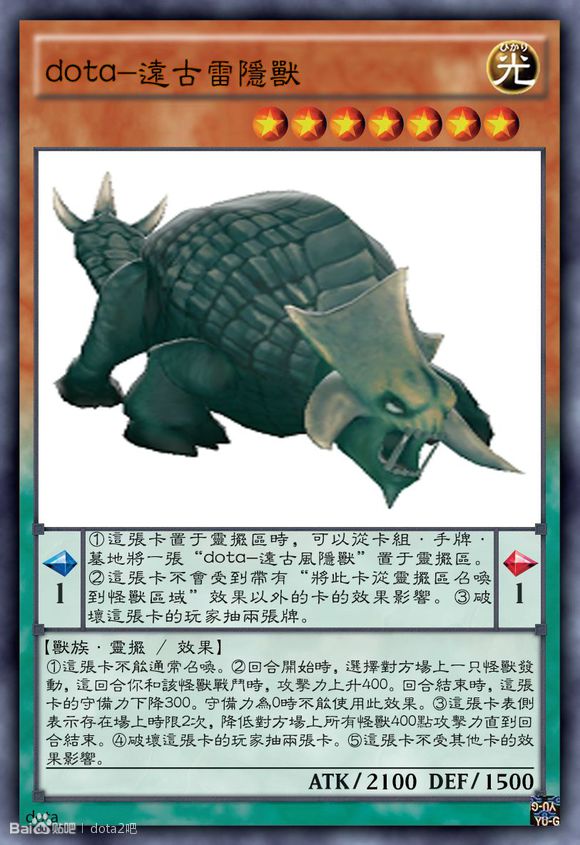 dota-遠古雷隱獸
ひかり
光
①這張卡置于靈擺區時，可以從卡組·手牌·
墓地將一張“dota-遠古風隱獸”置于靈擺區。
②這張卡不會受到帶有“將此卡從靈擺區召喚
到怪獸區域”效果以外的卡的效果影響。③破
壞這張卡的玩家抽兩張牌。
1
1
【獸族·靈擺 / 效果】
①這張卡不能通常召喚。②回合開始時，選擇對方場上一只怪獸發
動，這回合你和該怪獸戰鬥時，攻擊力上升400。回合結束時，這張
卡的守備力下降300。守備力為0時不能使用此效果。③這張卡表側
表示存在場上時限2次，降低對方場上所有怪獸400點攻擊力直到回
合結束。④破壞這張卡的玩家抽兩張卡。⑤這張卡不受其他卡的效
果影響。
ATK/2100 DEF/1500
dota
Bai贴吧 | dota2吧
YU-G
YU-G